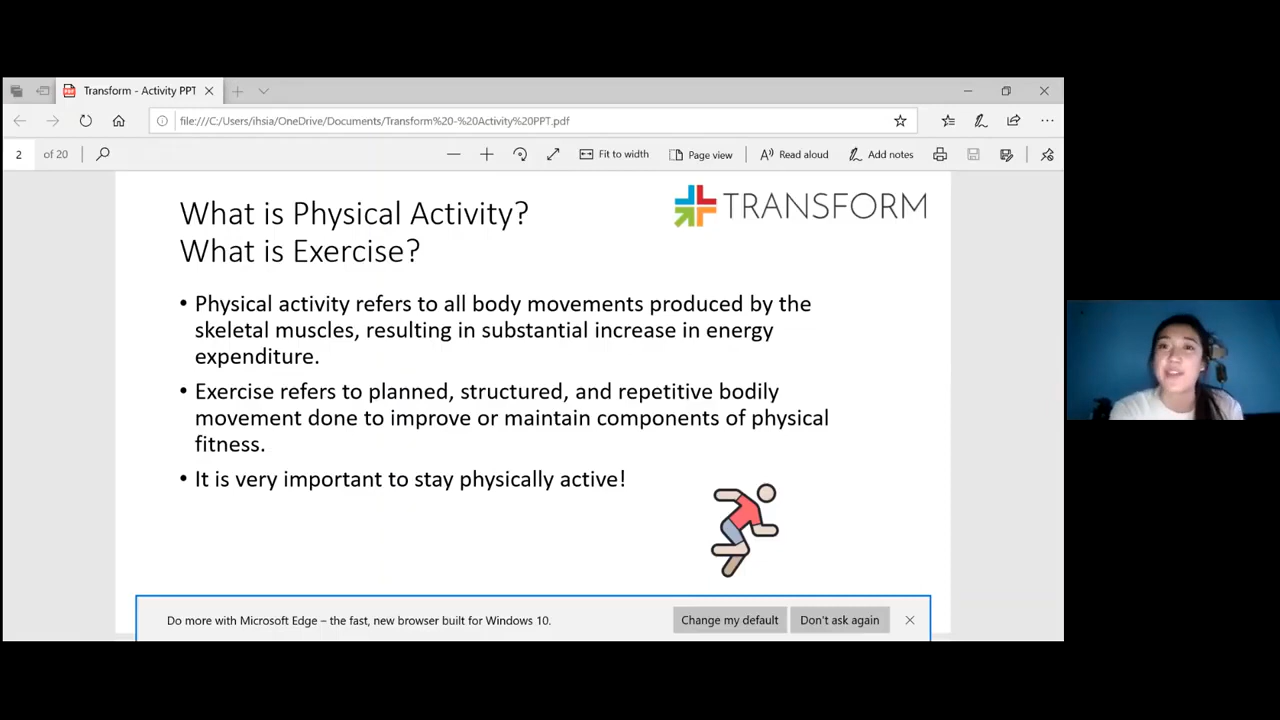 Transform - Activity PPT
file:///C:/Users/ihsia/OneDrive/Documents/Transform%20-%20Activity%20PPT.pdf
2 of 20
Fit to width
Page view
Read aloud
Add notes
What is Physical Activity?
TRANSFORM
What is Exercise?
• Physical activity refers to all body movements produced by the
skeletal muscles, resulting in substantial increase in energy
expenditure.
• Exercise refers to planned, structured, and repetitive bodily
movement done to improve or maintain components of physical
fitness.
• It is very important to stay physically active!
Do more with Microsoft Edge – the fast, new browser built for Windows 10.
Change my default
Don't ask again